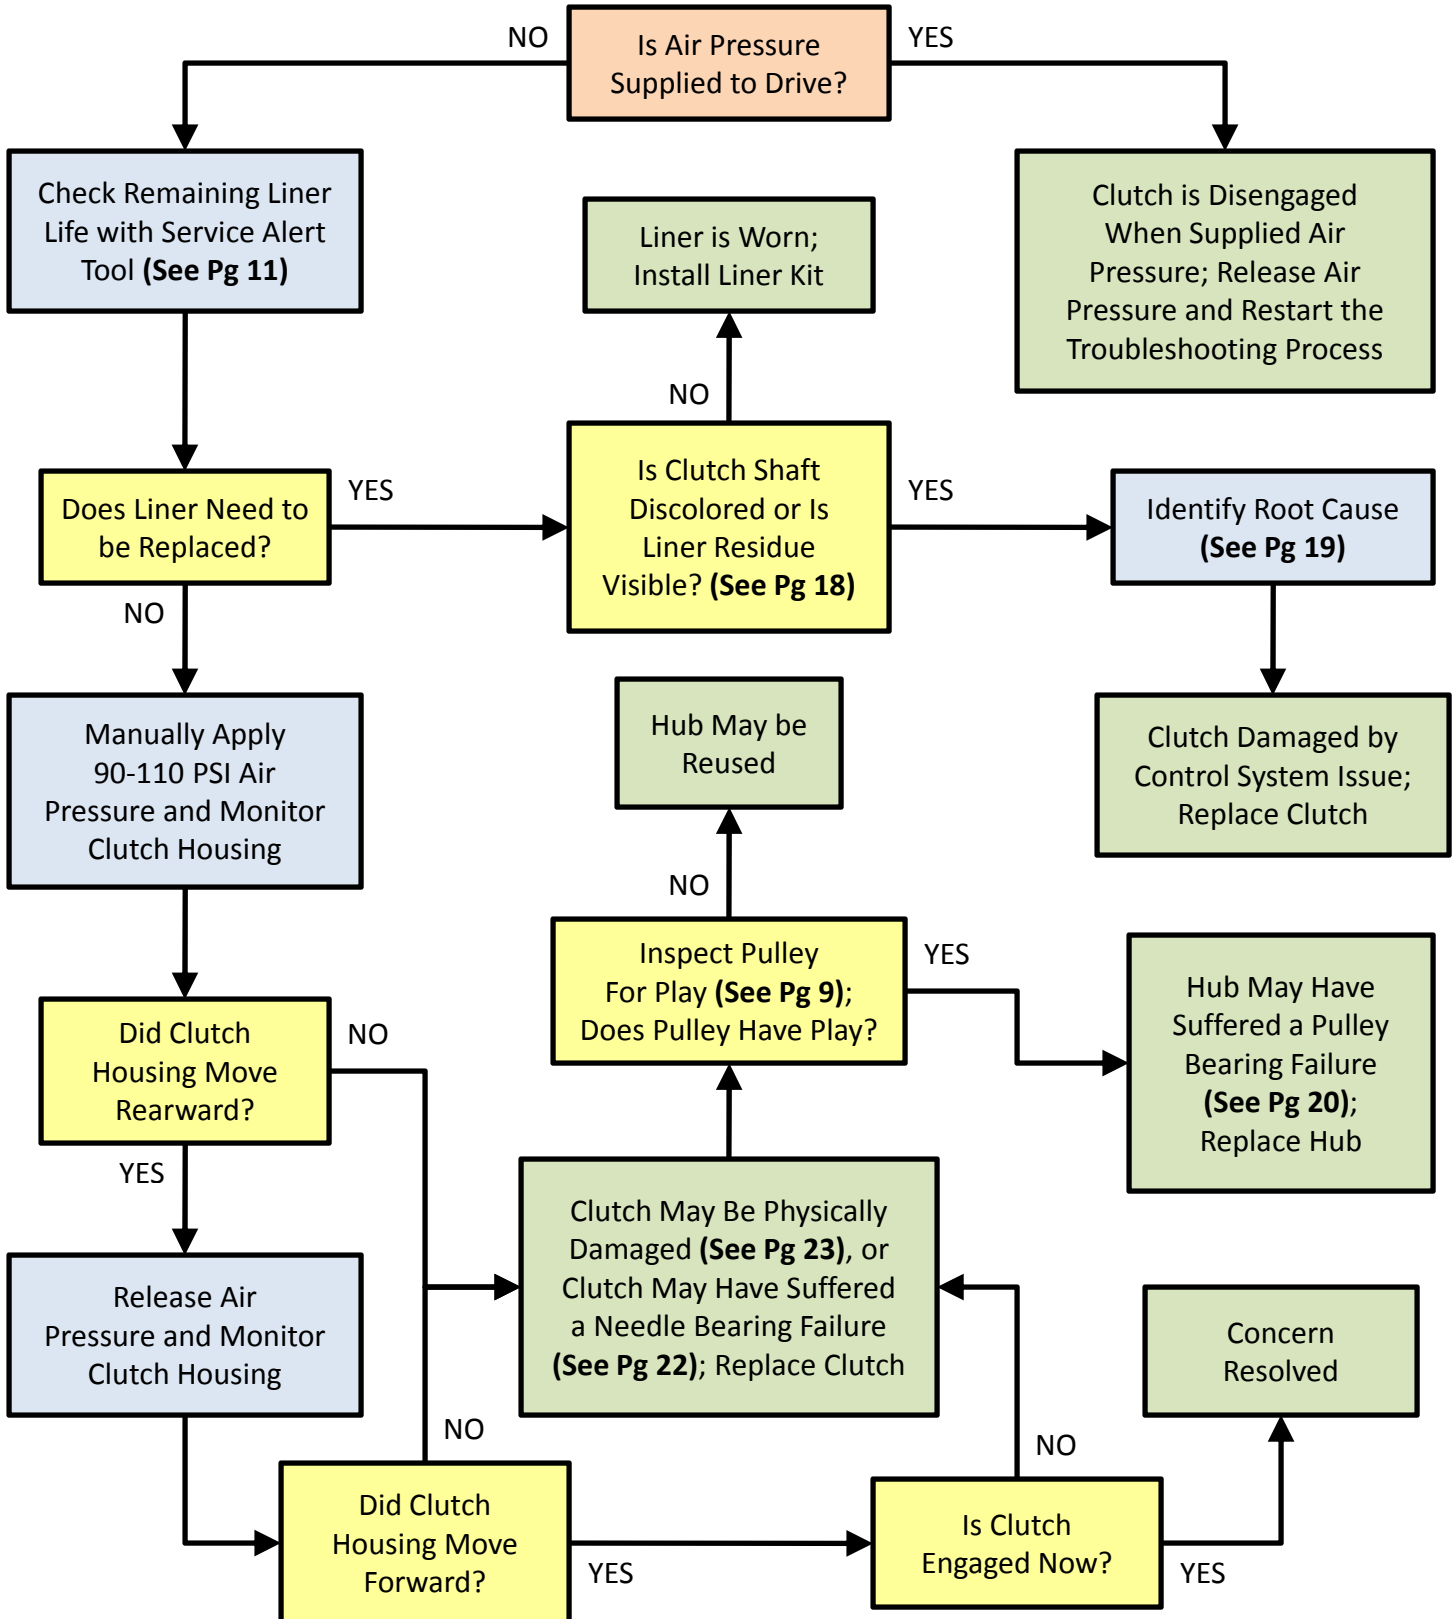 NO
Is Air Pressure
Supplied to Drive?
YES
Check Remaining Liner
Life with Service Alert
Tool (See Pg 11)
Liner is Worn;
Install Liner Kit
Clutch is Disengaged
When Supplied Air
Pressure; Release Air
Pressure and Restart the
Troubleshooting Process
NO
Does Liner Need to
be Replaced?
YES
Is Clutch Shaft
Discolored or Is
Liner Residue
Visible? (See Pg 18)
YES
Identify Root Cause
(See Pg 19)
NO
Manually Apply
90-110 PSI Air
Pressure and Monitor
Clutch Housing
Hub May be
Reused
Clutch Damaged by
Control System Issue;
Replace Clutch
NO
Inspect Pulley
For Play (See Pg 9);
Does Pulley Have Play?
YES
Hub May Have
Suffered a Pulley
Bearing Failure
(See Pg 20);
Replace Hub
Did Clutch
Housing Move
Rearward?
NO
YES
Release Air
Pressure and Monitor
Clutch Housing
Clutch May Be Physically
Damaged (See Pg 23), or
Clutch May Have Suffered
a Needle Bearing Failure
(See Pg 22); Replace Clutch
Concern
Resolved
NO
Did Clutch
Housing Move
Forward?
YES
NO
Is Clutch
Engaged Now?
YES